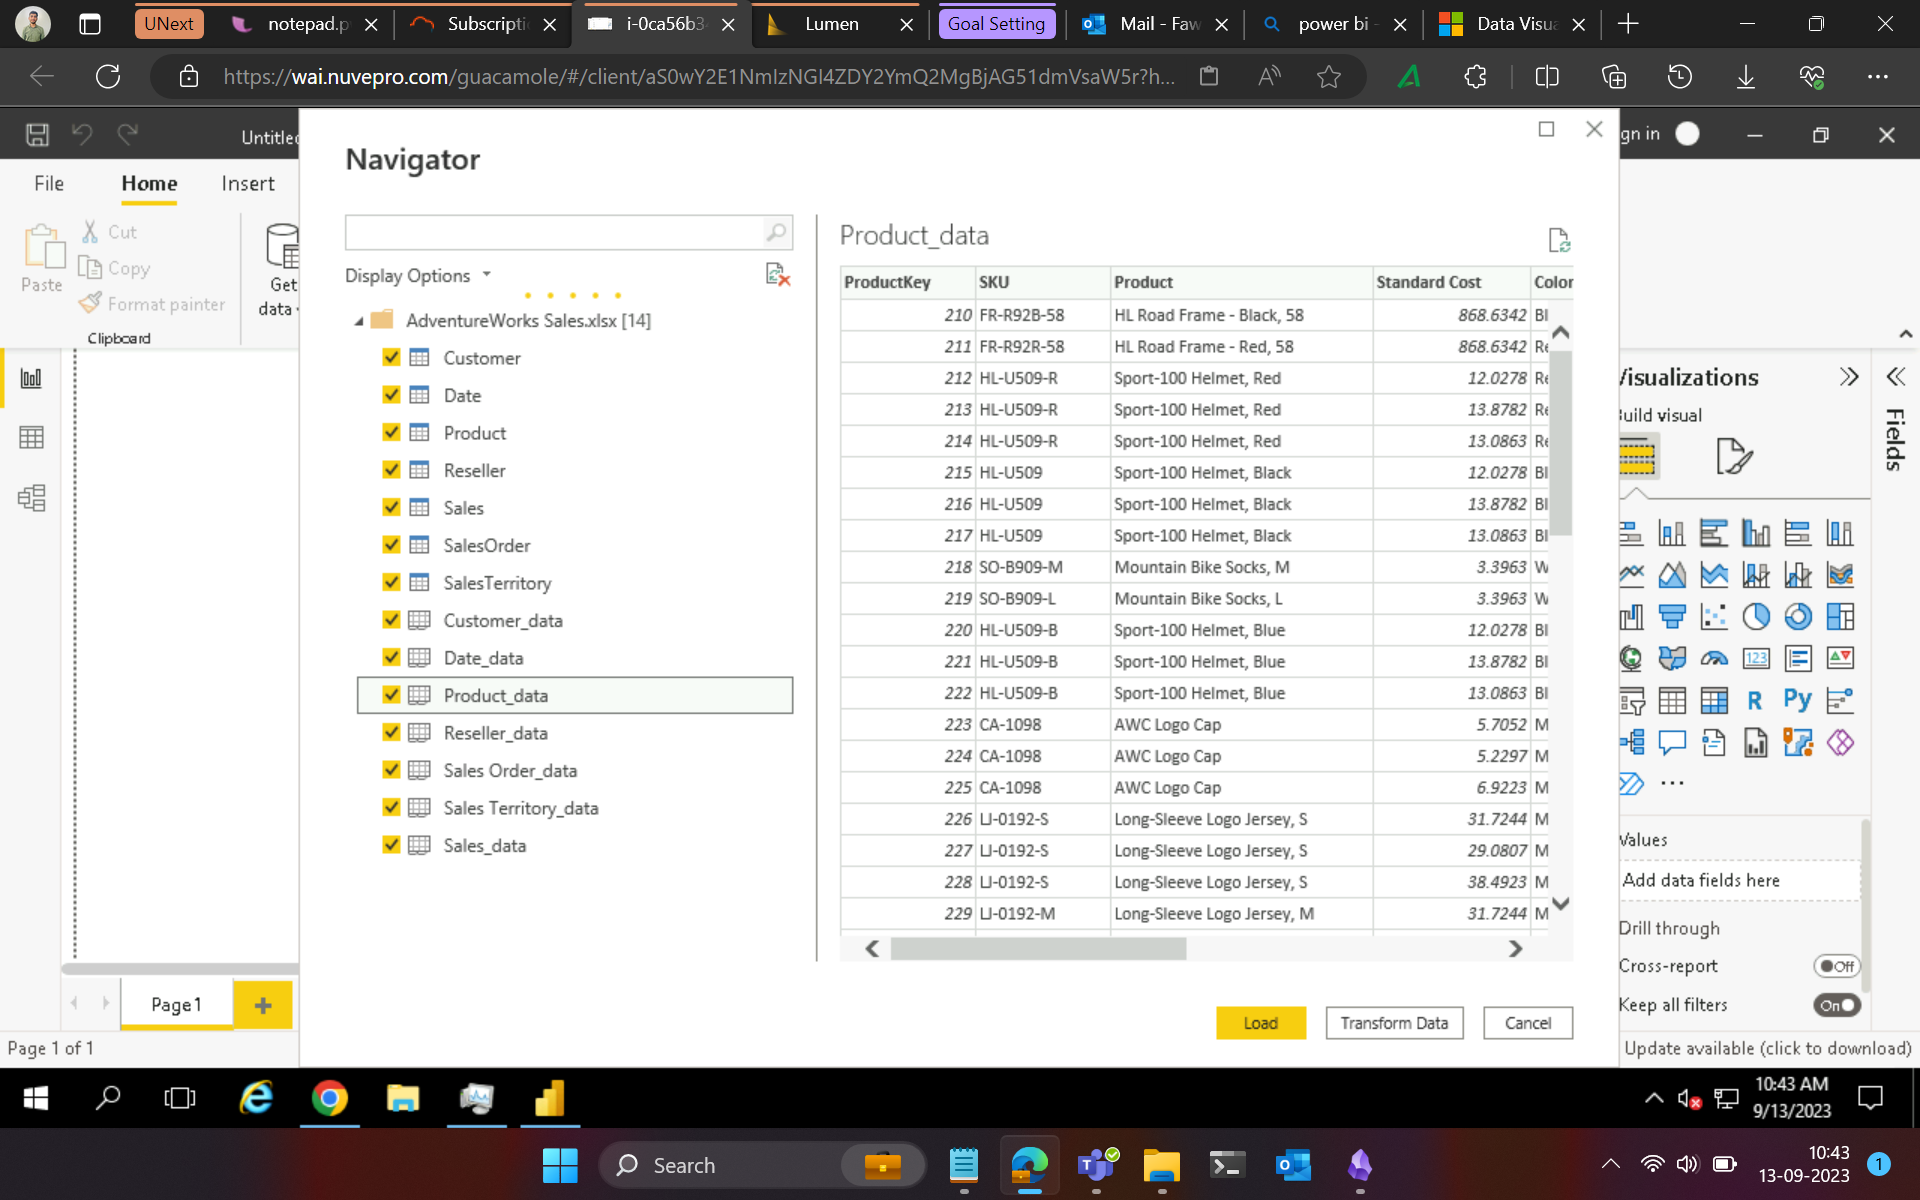 UNext
notepad.p
Subscripti
i-0ca56b3
Lumen
Goal Setting
Mail - Faw
power bi -
Data Visua
https://wai.nuvepro.com/guacamole/#/client/aS0wY2E1NmIzNGI4ZDY2YmQ2MgBjAG51dmVsaW5r?h...
Untitled
gn in
File
Home
Insert
Paste
Cut
Copy
Format painter
Clipboard
Get
data
Navigator
Display Options
AdventureWorks Sales.xlsx [14]
Customer
Date
Product
Reseller
Sales
SalesOrder
SalesTerritory
Customer_data
Date_data
Product_data
Reseller_data
Sales Order_data
Sales Territory_data
Sales_data
Product_data
ProductKey SKU Product Standard Cost Color
210 FR-R92B-58 HL Road Frame - Black, 58 868.6342 Bl
211 FR-R92R-58 HL Road Frame - Red, 58 868.6342 Re
212 HL-U509-R Sport-100 Helmet, Red 12.0278 Re
213 HL-U509-R Sport-100 Helmet, Red 13.8782 Re
214 HL-U509-R Sport-100 Helmet, Red 13.0863 Re
215 HL-U509 Sport-100 Helmet, Black 12.0278 Bl
216 HL-U509 Sport-100 Helmet, Black 13.8782 Bl
217 HL-U509 Sport-100 Helmet, Black 13.0863 Bl
218 SO-B909-M Mountain Bike Socks, M 3.3963 W
219 SO-B909-L Mountain Bike Socks, L 3.3963 W
220 HL-U509-B Sport-100 Helmet, Blue 12.0278 Bl
221 HL-U509-B Sport-100 Helmet, Blue 13.8782 Bl
222 HL-U509-B Sport-100 Helmet, Blue 13.0863 Bl
223 CA-1098 AWC Logo Cap 5.7052 M
224 CA-1098 AWC Logo Cap 5.2297 M
225 CA-1098 AWC Logo Cap 6.9223 M
226 LJ-0192-S Long-Sleeve Logo Jersey, S 31.7244 M
227 LJ-0192-S Long-Sleeve Logo Jersey, S 29.0807 M
228 LJ-0192-S Long-Sleeve Logo Jersey, S 38.4923 M
229 LJ-0192-M Long-Sleeve Logo Jersey, M 31.7244 M
Load
Transform Data
Cancel
Visualizations
Build visual
Fields
123
R
Py
...
Values
Add data fields here
Drill through
Cross-report
Off
Keep all filters
On
Page 1
Page 1 of 1
Update available (click to download)
10:43 AM
9/13/2023
Search
10:43
13-09-2023
1